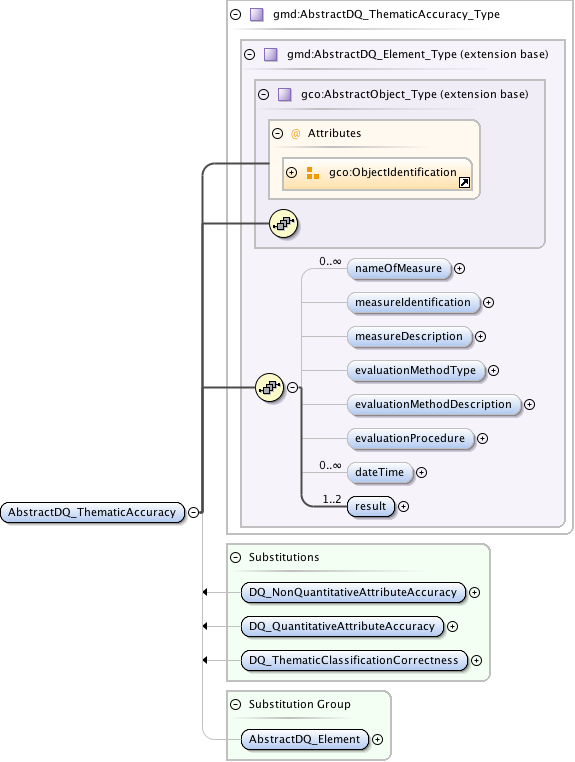 gmd:AbstractDQ_ThematicAccuracy_Type
gmd:AbstractDQ_Element_Type (extension base)
gco:AbstractObject_Type (extension base)
@ Attributes
gco:ObjectIdentification
0..∞
nameOfMeasure
measureIdentification
measureDescription
evaluationMethodType
evaluationMethodDescription
evaluationProcedure
0..∞
dateTime
1..2
result
AbstractDQ_ThematicAccuracy
Substitutions
DQ_NonQuantitativeAttributeAccuracy
DQ_QuantitativeAttributeAccuracy
DQ_ThematicClassificationCorrectness
Substitution Group
AbstractDQ_Element